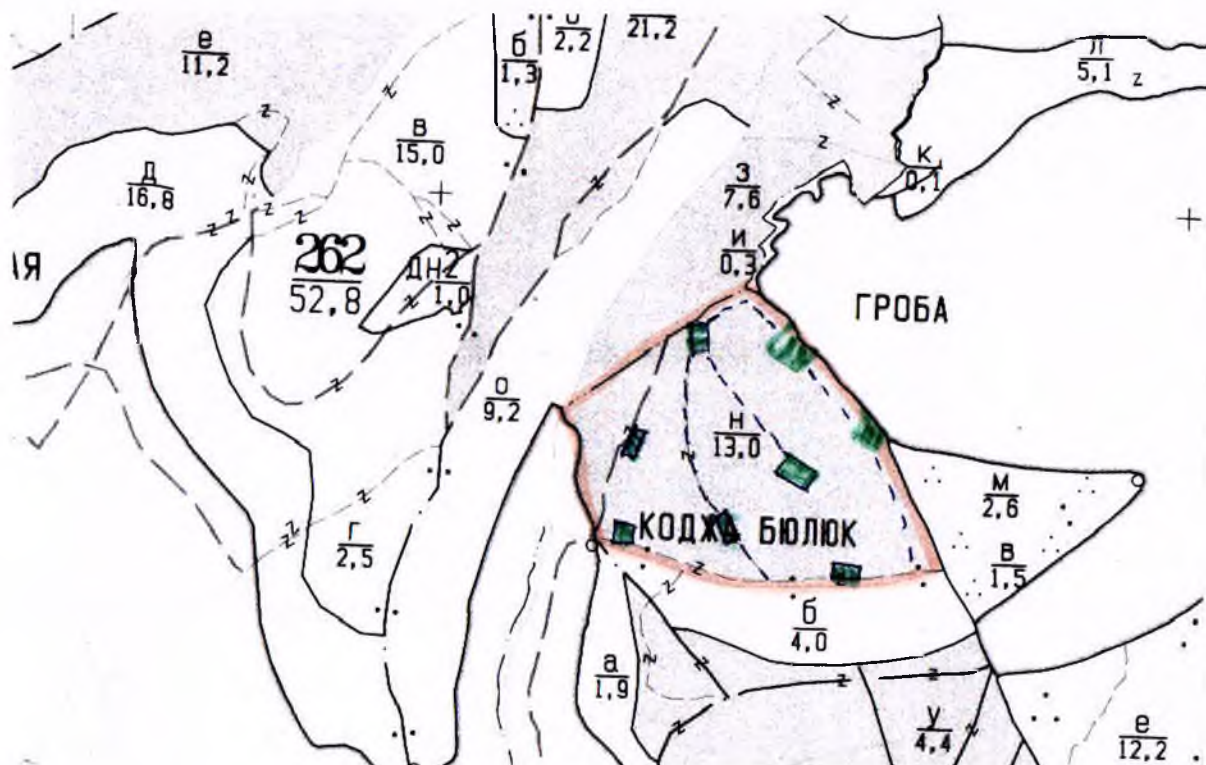 е
11,2
б
1,3
2,2
21,2
Л
5,1
z
в
15,0
Д
16,8
К
0,1
З
7,6
И
0,3
ІЯ
262
52,8
ДН2
1,0
ГРОБА
о
9,2
н
13,0
КОДЖА БЮЛЮК
м
2,6
в
1,5
г
2,5
б
4,0
а
1,9
у
4,4
е
12,2